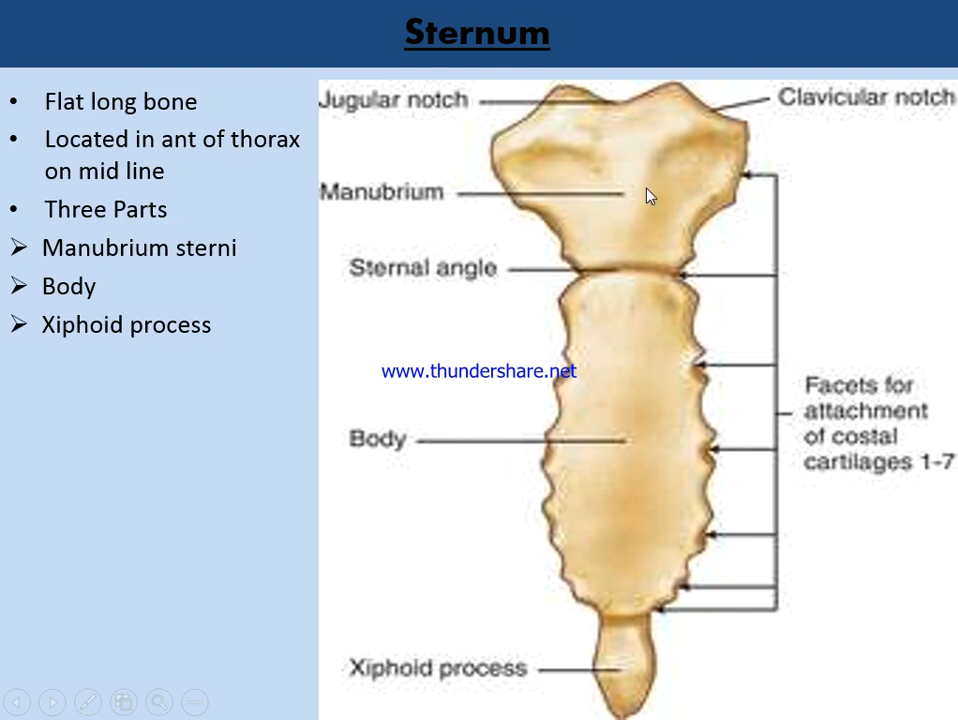 Sternum
• Flat long bone
• Located in ant of thorax
on mid line
• Three Parts
➢ Manubrium sterni
➢ Body
➢ Xiphoid process
Jugular notch
Clavicular notch
Manubrium
Sternal angle
www.thundershare.net
Facets for
attachment
of costal
cartilages 1-7
Body
Xiphoid process